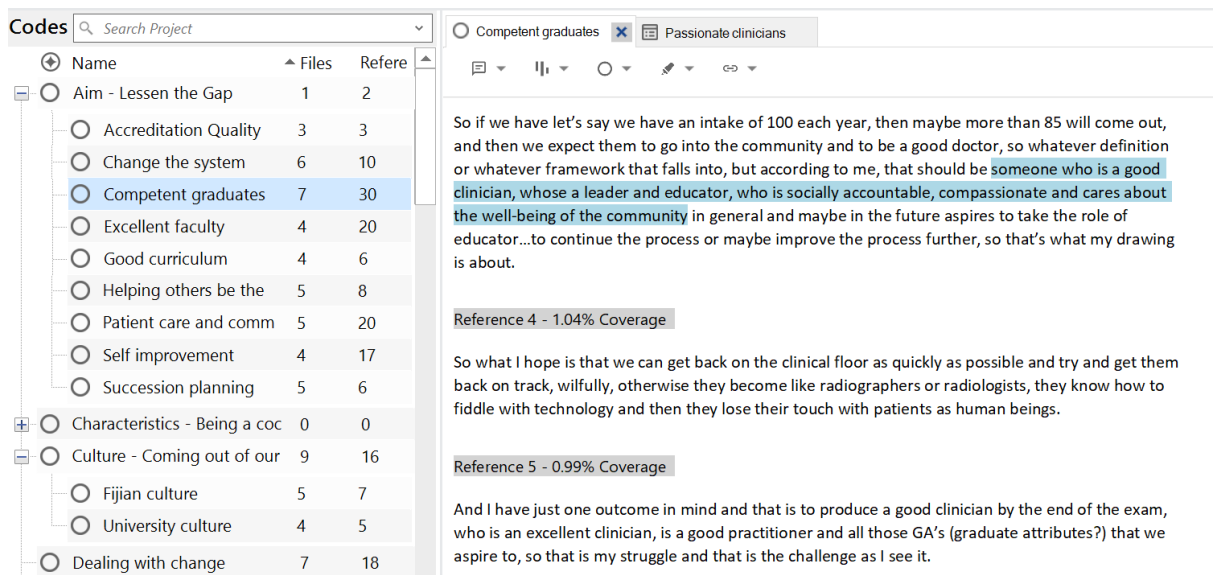 Codes
Search Project
Name Files Refere
Aim - Lessen the Gap 1 2
Accreditation Quality 3 3
Change the system 6 10
Competent graduates 7 30
Excellent faculty 4 20
Good curriculum 4 6
Helping others be the 5 8
Patient care and comm 5 20
Self improvement 4 17
Succession planning 5 6
Characteristics - Being a coc 0 0
Culture - Coming out of our 9 16
Fijian culture 5 7
University culture 4 5
Dealing with change 7 18
Competent graduates
Passionate clinicians
So if we have let’s say we have an intake of 100 each year, then maybe more than 85 will come out,
and then we expect them to go into the community and to be a good doctor, so whatever definition
or whatever framework that falls into, but according to me, that should be someone who is a good
clinician, whose a leader and educator, who is socially accountable, compassionate and cares about
the well-being of the community in general and maybe in the future aspires to take the role of
educator…to continue the process or maybe improve the process further, so that’s what my drawing
is about.
Reference 4 - 1.04% Coverage
So what I hope is that we can get back on the clinical floor as quickly as possible and try and get them
back on track, wilfully, otherwise they become like radiographers or radiologists, they know how to
fiddle with technology and then they lose their touch with patients as human beings.
Reference 5 - 0.99% Coverage
And I have just one outcome in mind and that is to produce a good clinician by the end of the exam,
who is an excellent clinician, is a good practitioner and all those GA’s (graduate attributes?) that we
aspire to, so that is my struggle and that is the challenge as I see it.